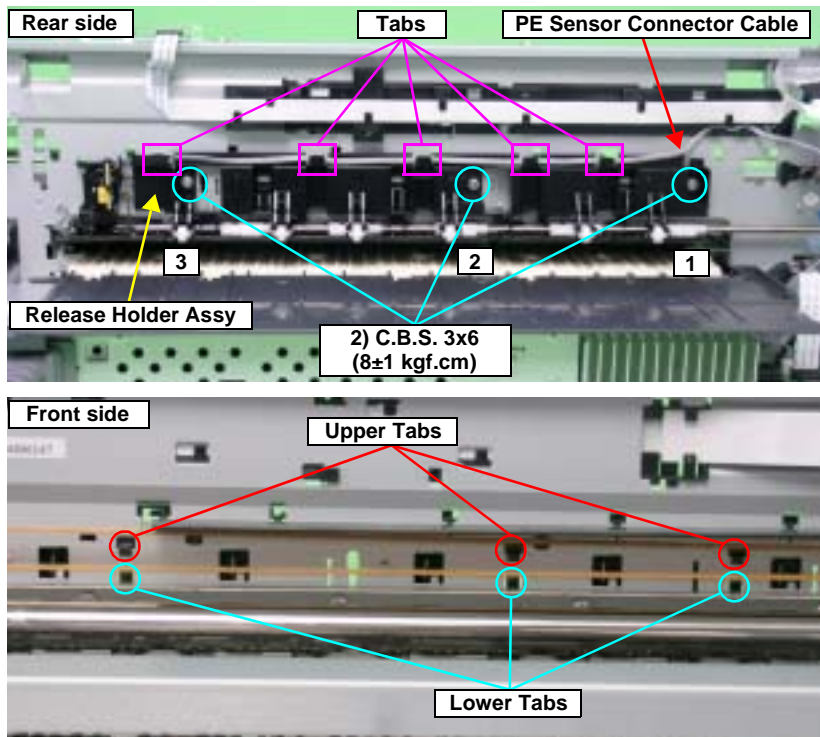 Rear side
Tabs
PE Sensor Connector Cable
3
2
1
Release Holder Assy
2) C.B.S. 3x6
(8±1 kgf.cm)
Front side
Upper Tabs
Lower Tabs